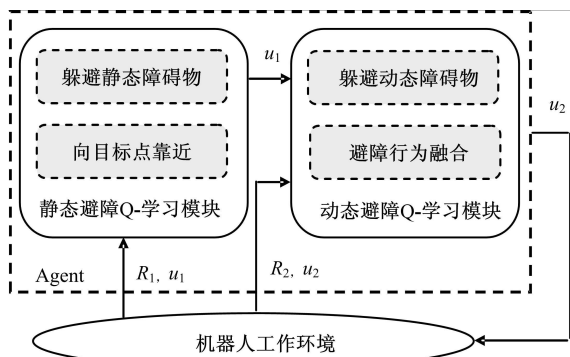 躲避静态障碍物
u1
躲避动态障碍物
u2
向目标点靠近
避障行为融合
静态避障Q-学习模块
动态避障Q-学习模块
Agent
R1, u1
R2, u2
机器人工作环境